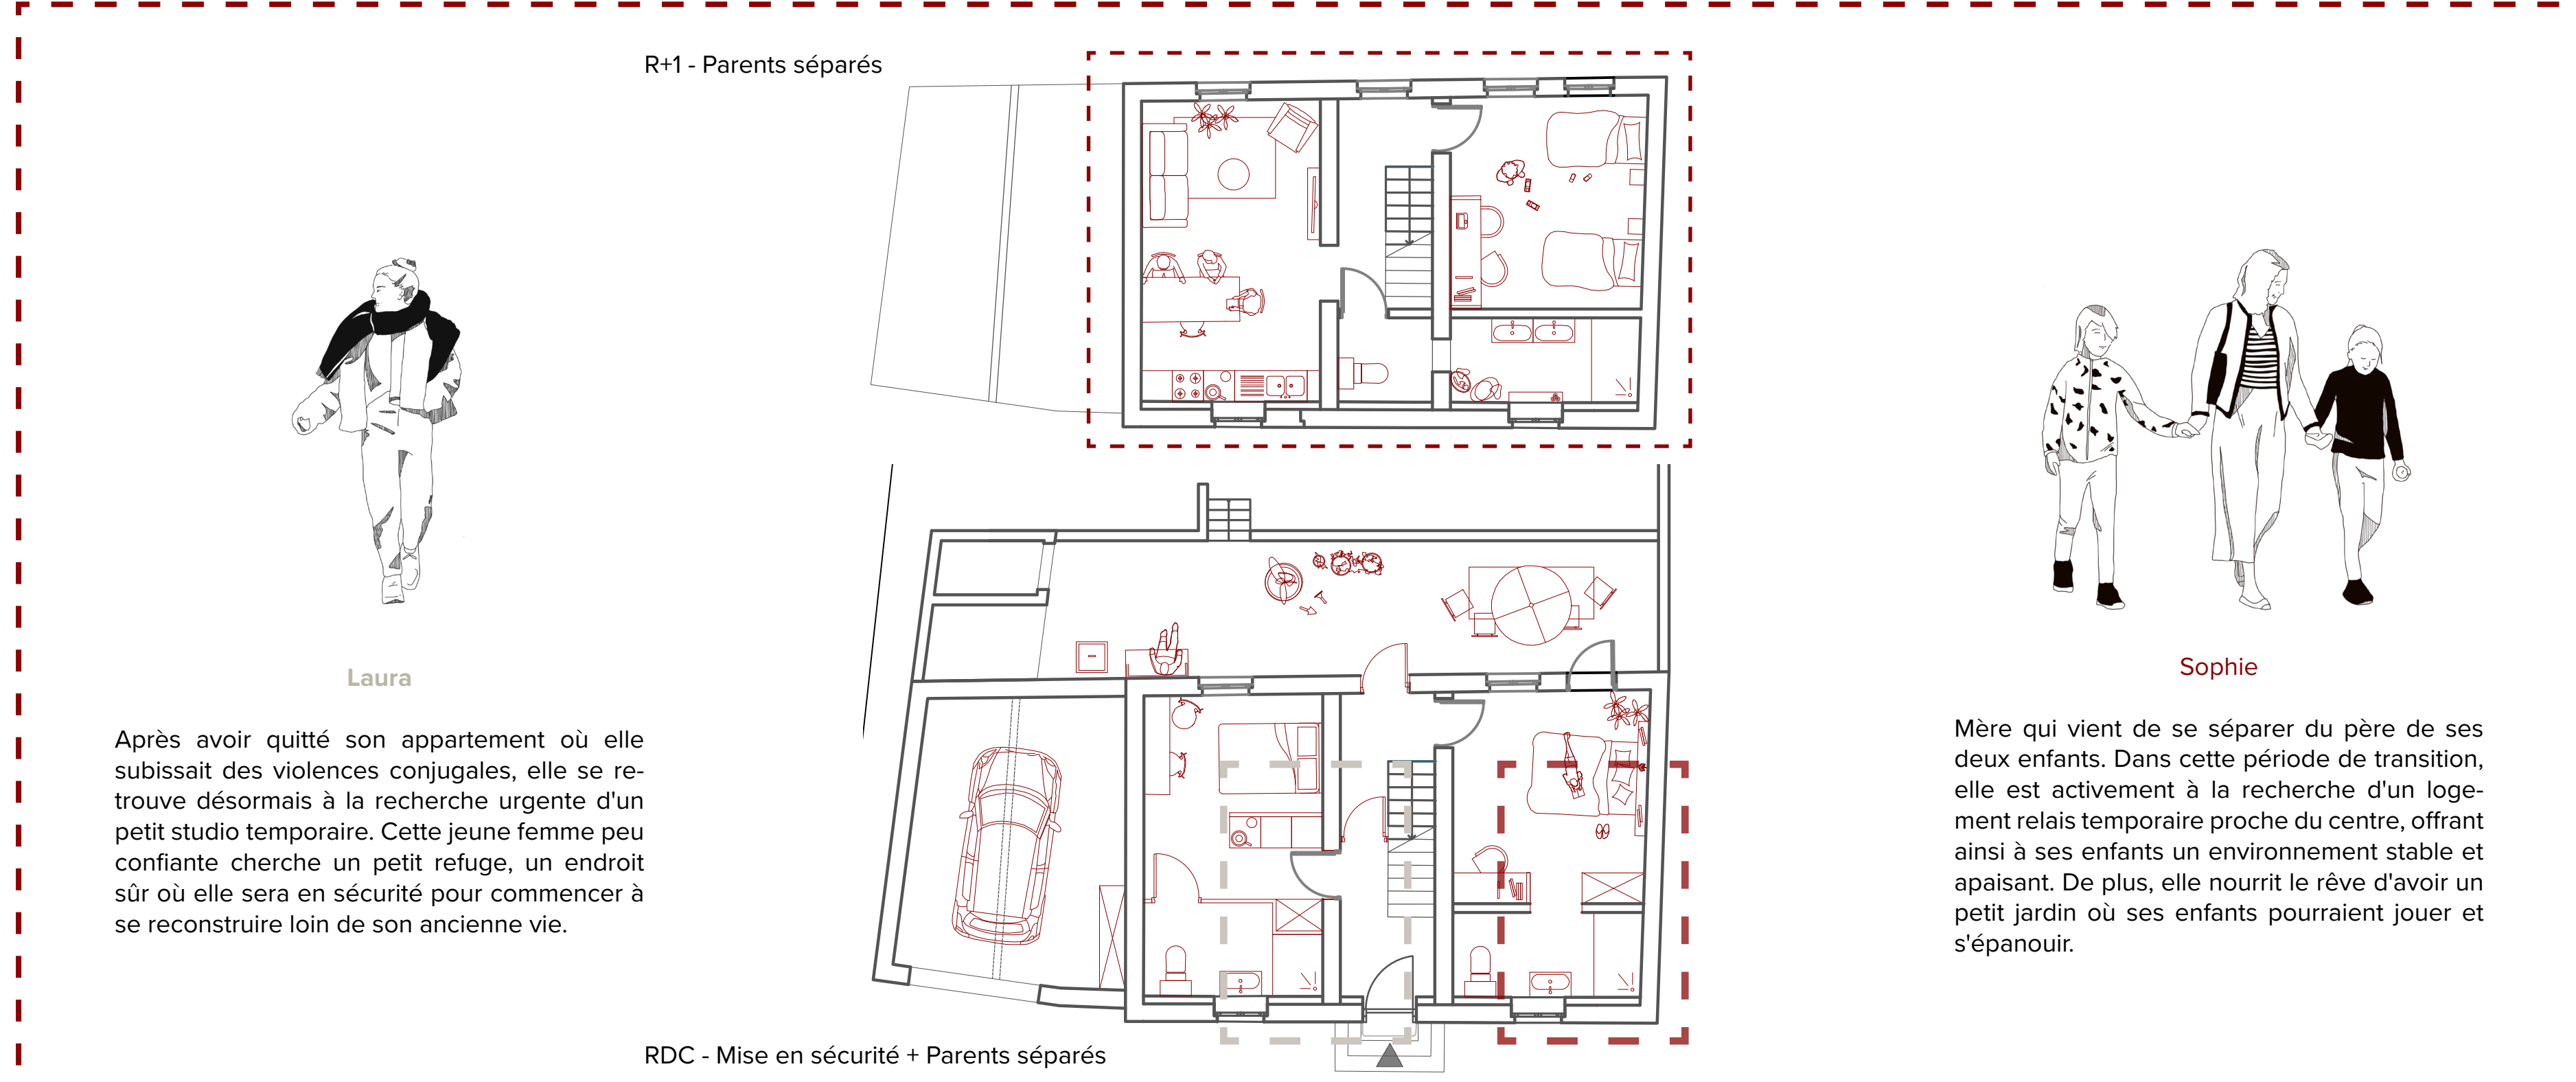 R+1 - Parents séparés
Laura
Après avoir quitté son appartement où elle
subissait des violences conjugales, elle se re-
trouve désormais à la recherche urgente d'un
petit studio temporaire. Cette jeune femme peu
confiante cherche un petit refuge, un endroit
sûr où elle sera en sécurité pour commencer à
se reconstruire loin de son ancienne vie.
Sophie
Mère qui vient de se séparer du père de ses
deux enfants. Dans cette période de transition,
elle est activement à la recherche d'un loge-
ment relais temporaire proche du centre, offrant
ainsi à ses enfants un environnement stable et
apaisant. De plus, elle nourrit le rêve d'avoir un
petit jardin où ses enfants pourraient jouer et
s'épanouir.
RDC - Mise en sécurité + Parents séparés